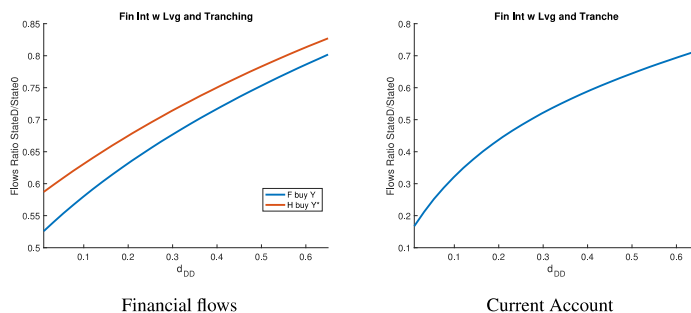 Fin Int w Lvg and Tranching
Flows Ratio StateD/State0
0.85
0.8
0.75
0.7
0.65
0.6
0.55
0.5
0.1 0.2 0.3 0.4 0.5 0.6
d_DD
F buy Y
H buy Y*
Financial flows
Fin Int w Lvg and Tranche
Flows Ratio StateD/State0
0.8
0.7
0.6
0.5
0.4
0.3
0.2
0.1
0.1 0.2 0.3 0.4 0.5 0.6
d_DD
Current Account